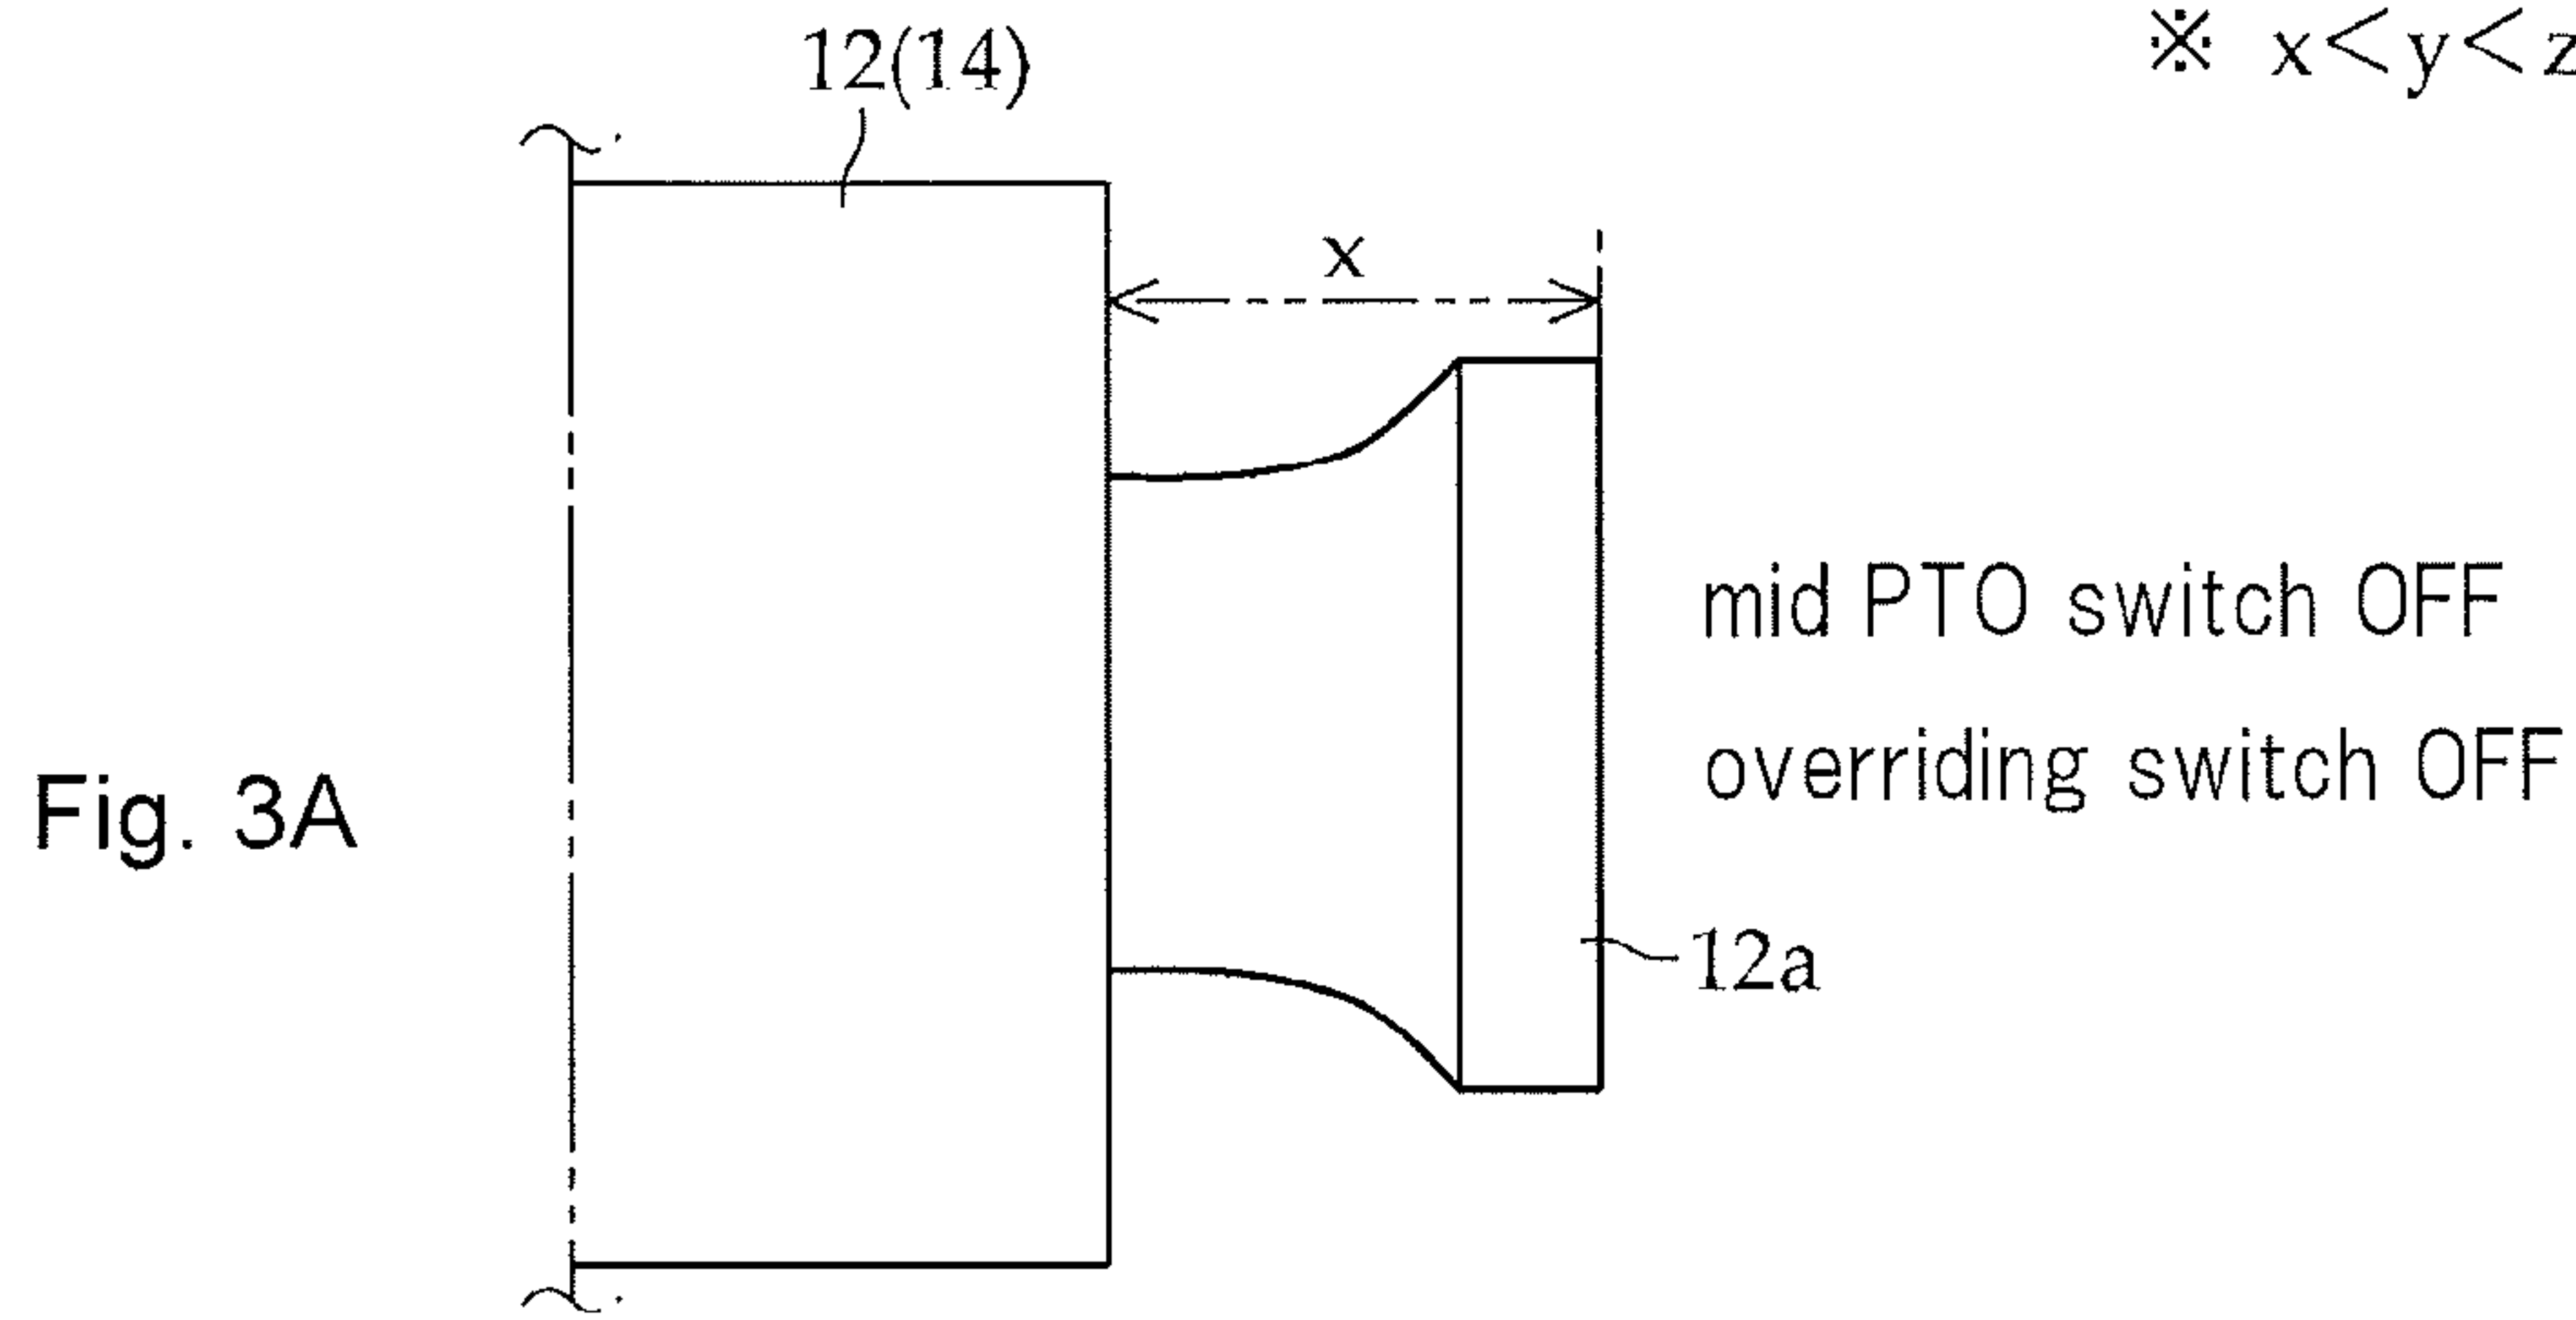 12(14)
※ x<y<z
x
mid PTO switch OFF
overriding switch OFF
Fig. 3A
12a